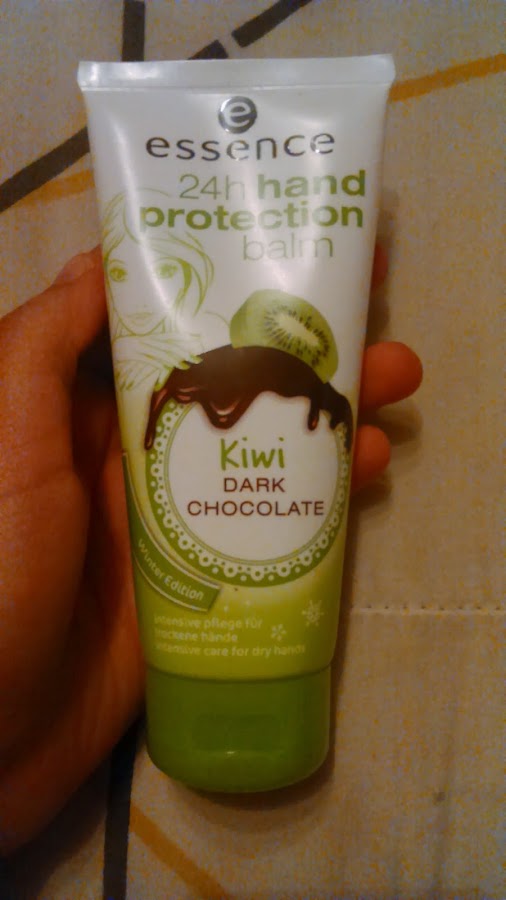 e
essence
24h hand
protection
balm
Kiwi
DARK
CHOCOLATE
Winter Edition
intensive pflege für
trockene hände
intensive care for dry hands